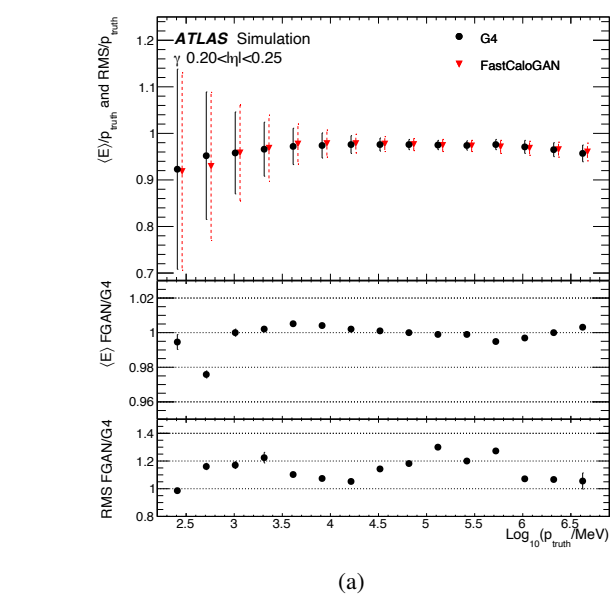 ⟨E⟩/p_truth and RMS/p_truth
ATLAS Simulation
γ 0.20<|η|<0.25
G4
FastCaloGAN
1.2
1.1
1
0.9
0.8
0.7
⟨E⟩ FGAN/G4
1.02
1
0.98
0.96
RMS FGAN/G4
1.4
1.2
1
0.8
2.5 3 3.5 4 4.5 5 5.5 6 6.5
Log_10(p_truth/MeV)
(a)